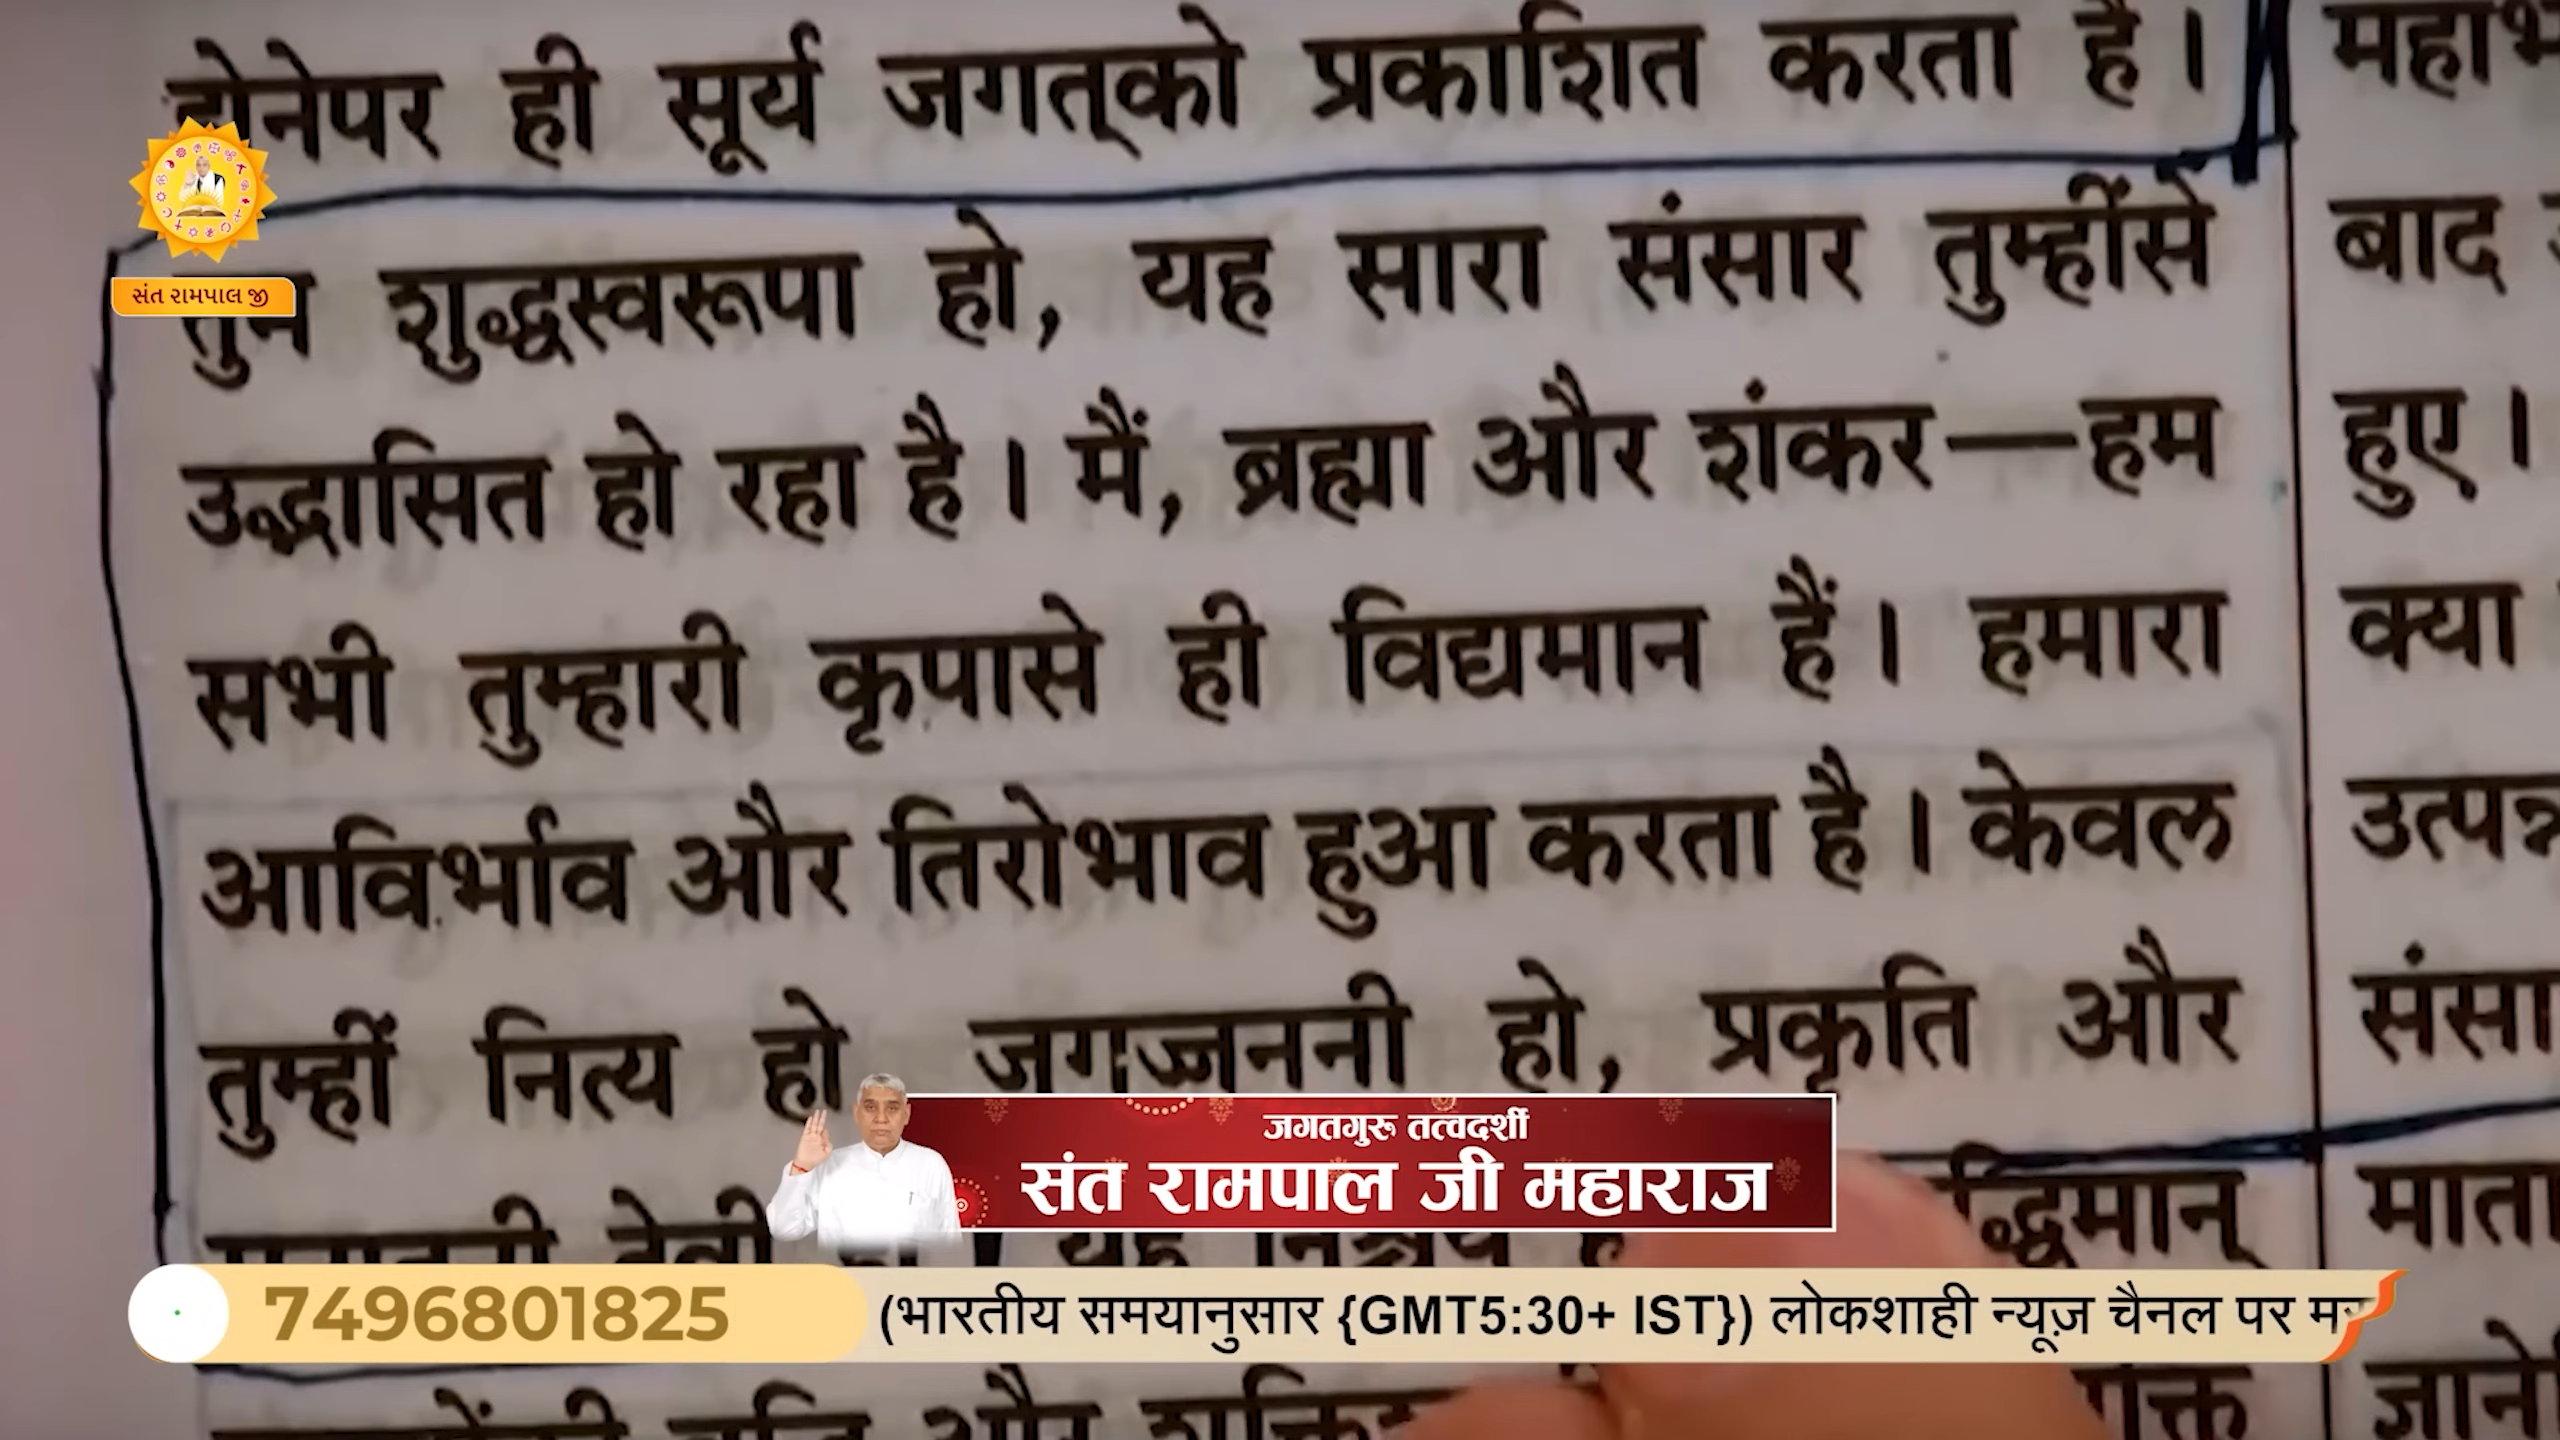 होनेपर ही सूर्य जगत्‌को प्रकाशित करता है।
तुम शुद्धस्वरूपा हो, यह सारा संसार तुम्हींसे
उद्भासित हो रहा है। मैं, ब्रह्मा और शंकर—हम
सभी तुम्हारी कृपासे ही विद्यमान हैं। हमारा
आविर्भाव और तिरोभाव हुआ करता है। केवल
तुम्हीं नित्य हो जगज्जननी हो, प्रकृति और
बाद
हुए।
क्या
માતા
સંત રામપાલ જી
जगतगुरु तत्वदर्शी
संत रामपाल जी महाराज
7496801825
(भारतीय समयानुसार {GMT5:30+ IST}) लोकशाही न्यूज़ चैनल पर